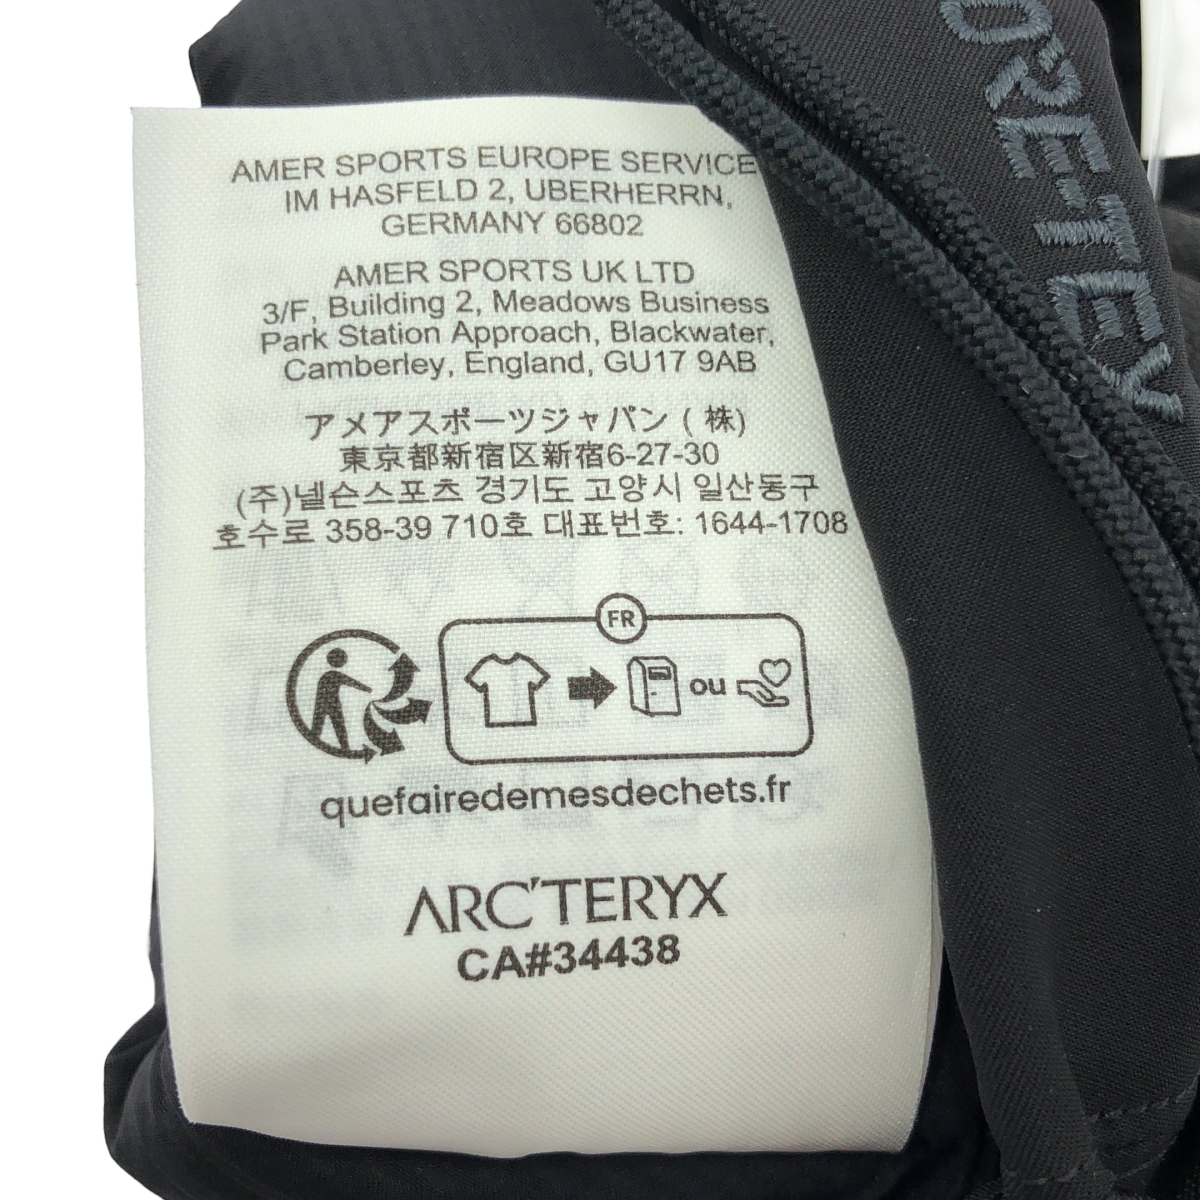 AMER SPORTS EUROPE SERVICE
IM HASFELD 2, UBERHERRN,
GERMANY 66802
AMER SPORTS UK LTD
3/F, Building 2, Meadows Business
Park Station Approach, Blackwater,
Camberley, England, GU17 9AB
アメアスポーツジャパン (株)
東京都新宿区新宿6-27-30
(주)넬슨스포츠 경기도 고양시 일산동구
호수로 358-39 710호 대표번호: 1644-1708
FR
ou
quefairedemesdechets.fr
ARC'TERYX
CA#34438
ORE-TEX